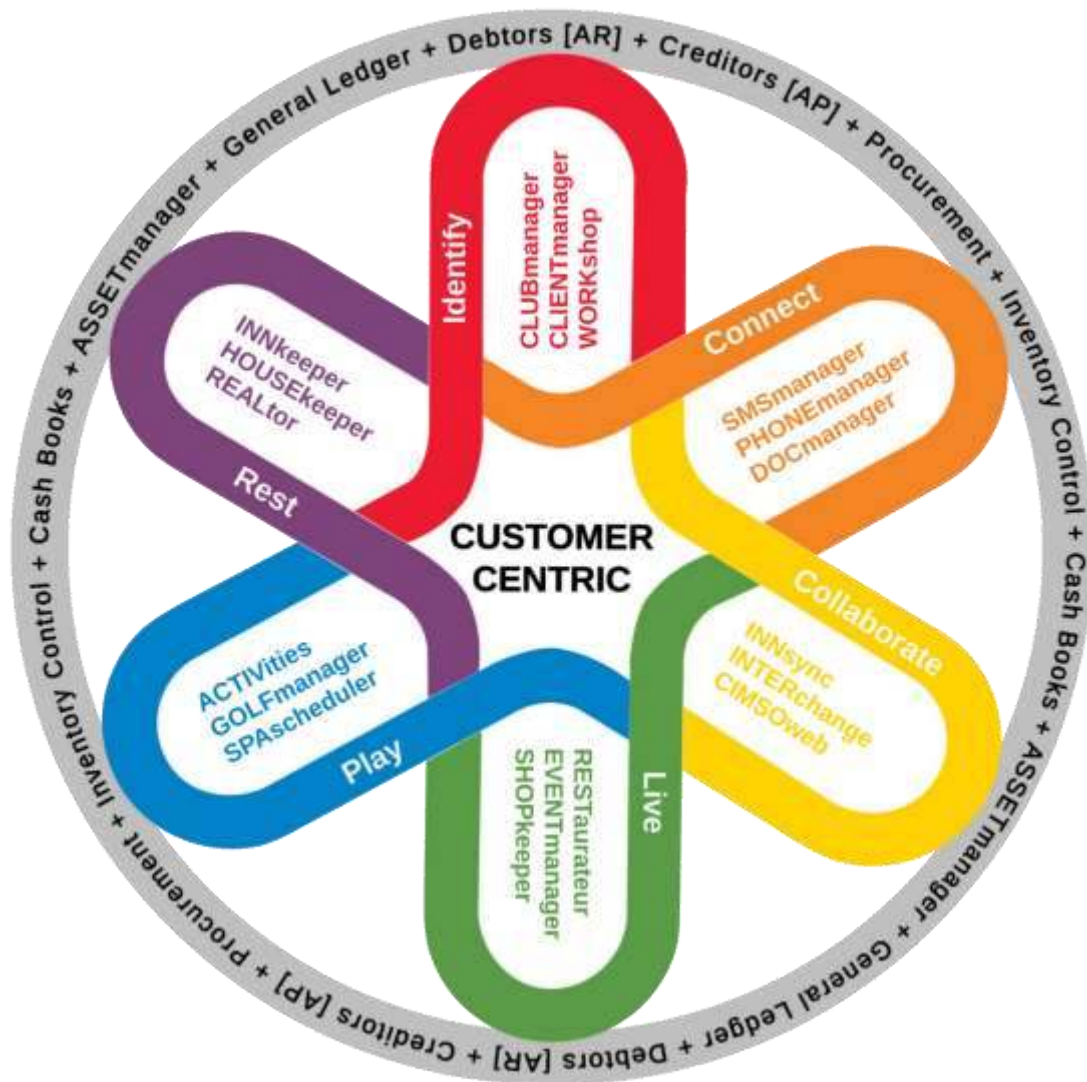 ASSETmanager + General Ledger + Debtors [AR] + Creditors [AP] + Procurement + Inventory Control + Cash Books + ASSETmanager + General Ledger + Debtors [AR] + Creditors [AP] + Procurement + Inventory Control + Cash Books +
Identify
CLUBmanager
CLIENTmanager
WORKshop
Connect
SMSmanager
PHONEmanager
DOCmanager
Collaborate
INNsync
INTERchange
CIMSOweb
Live
RESTaurateur
EVENTmanager
SHOPkeeper
Play
ACTIVities
GOLFmanager
SPAscheduler
Rest
INNkeeper
HOUSEkeeper
REALtor
CUSTOMER
CENTRIC